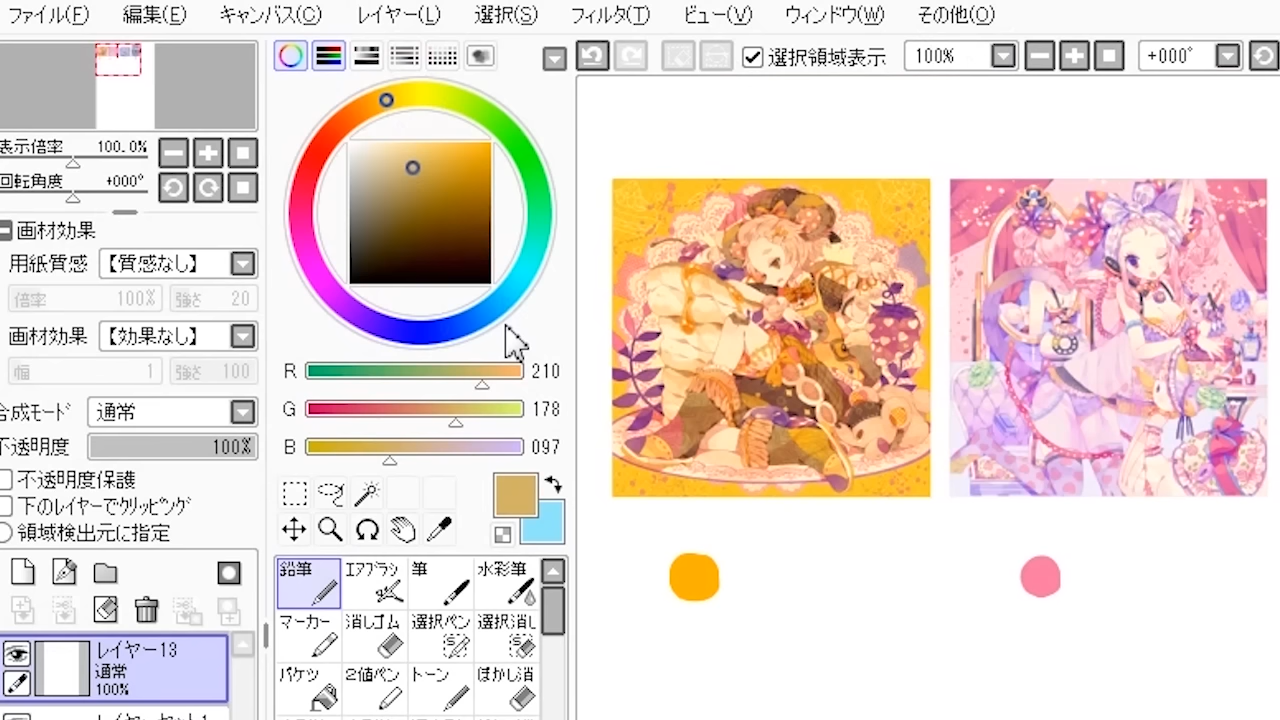 ファイル(F) 編集(E) キャンバス(C) レイヤー(L) 選択(S) フィルタ(T) ビュー(V) ウィンドウ(W) その他(O)
選択領域表示 100% +000°
表示倍率 100.0%
回転角度 +000°
画材効果
用紙質感 【質感なし】
倍率 100% 強さ 20
画材効果 【効果なし】
幅 1 強さ 100
合成モード 通常
不透明度 100%
不透明度保護
下のレイヤーでクリッピング
領域検出元に指定
レイヤー13
通常
100%
R 210
G 178
B 097
鉛筆 エアブラシ 筆 水彩筆
マーカー 消しゴム 選択ペン 選択消し
バケツ 2値ペン トーン ぼかし消